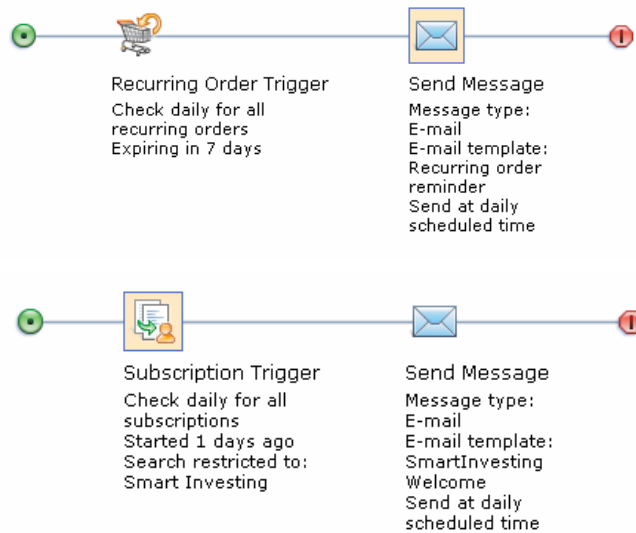 Recurring Order Trigger
Check daily for all
recurring orders
Expiring in 7 days
Send Message
Message type:
E-mail
E-mail template:
Recurring order
reminder
Send at daily
scheduled time
Subscription Trigger
Check daily for all
subscriptions
Started 1 days ago
Search restricted to:
Smart Investing
Send Message
Message type:
E-mail
E-mail template:
SmartInvesting
Welcome
Send at daily
scheduled time